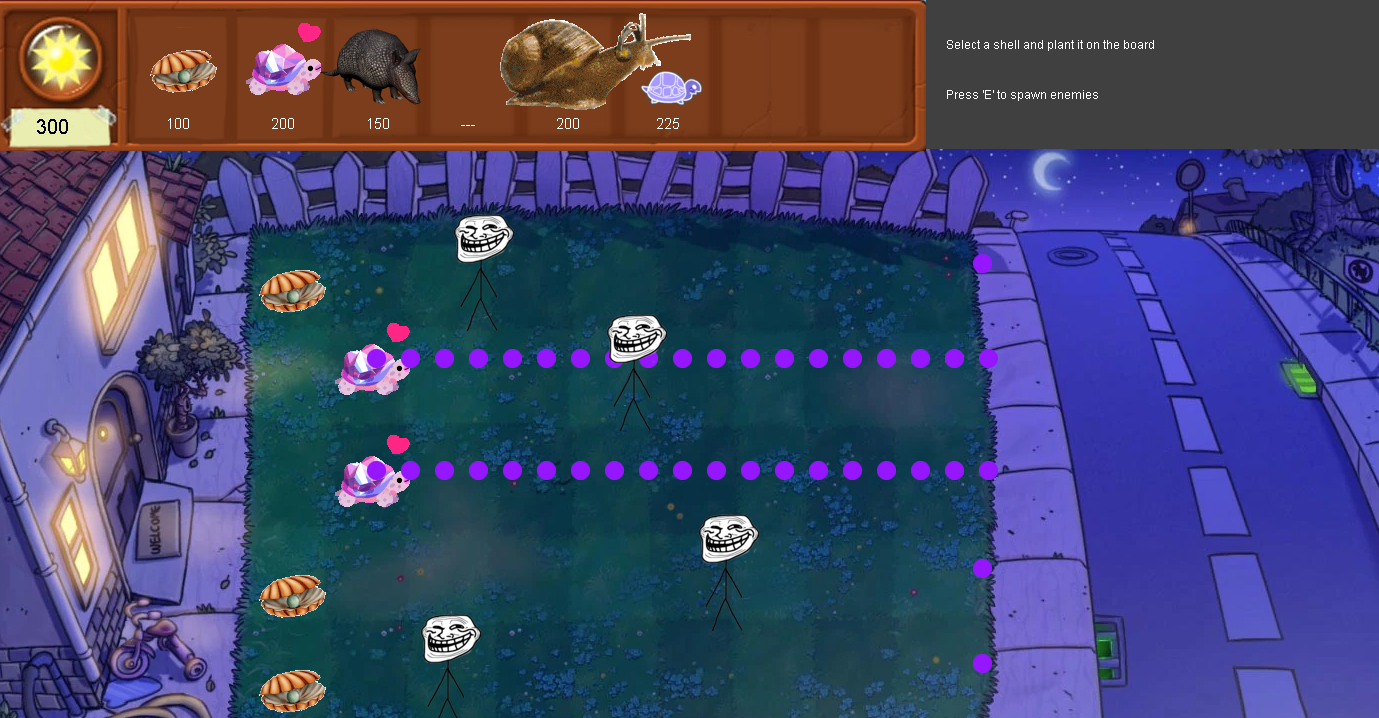 Select a shell and plant it on the board
Press 'E' to spawn enemies
300
100 200 150 --- 200 225
WELCOME